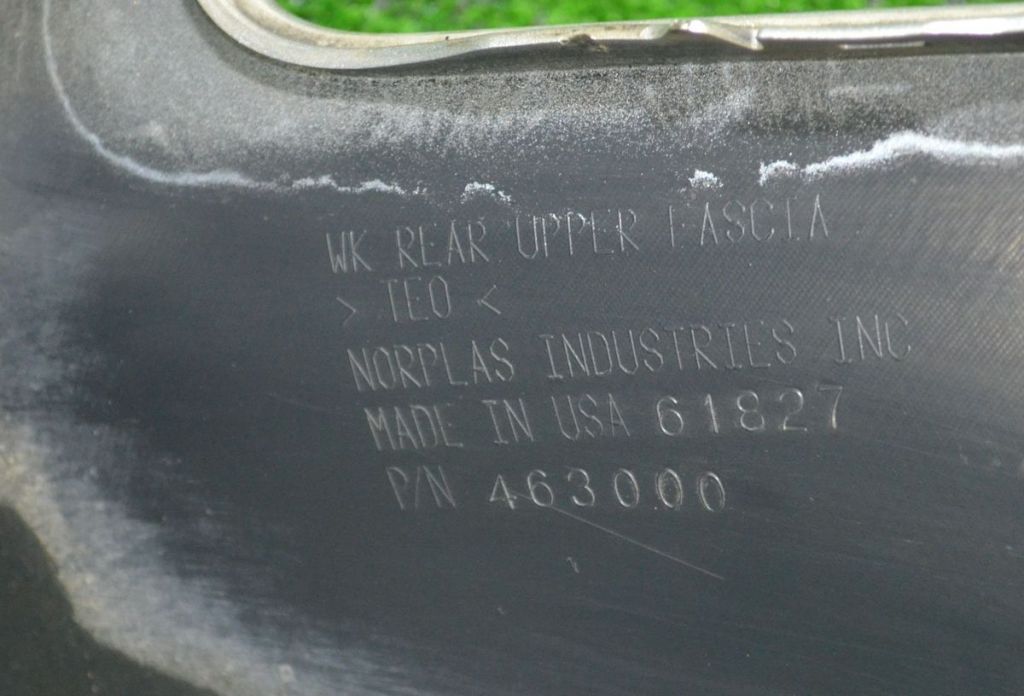 WK REAR UPPER FASCIA
> TEO <
NORPLAS INDUSTRIES INC
MADE IN USA 61827
P/N 463000